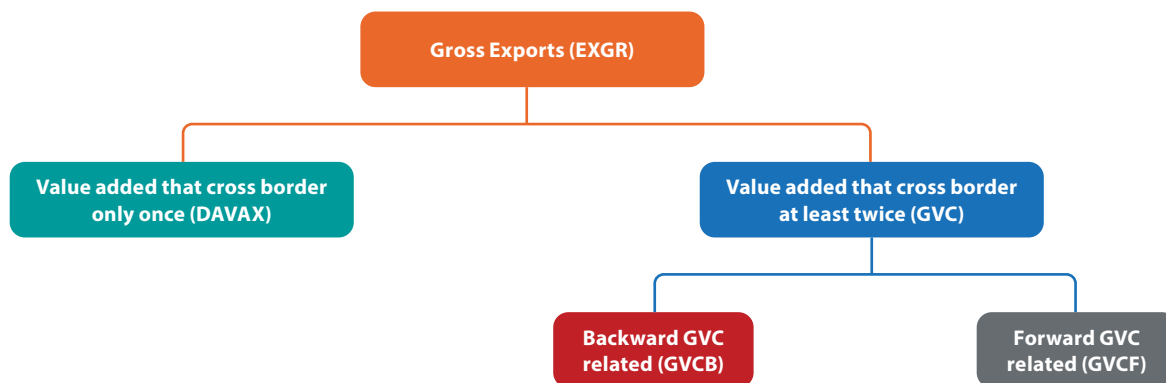 Gross Exports (EXGR)
Value added that cross border
only once (DAVAX)
Value added that cross border
at least twice (GVC)
Backward GVC
related (GVCB)
Forward GVC
related (GVCF)